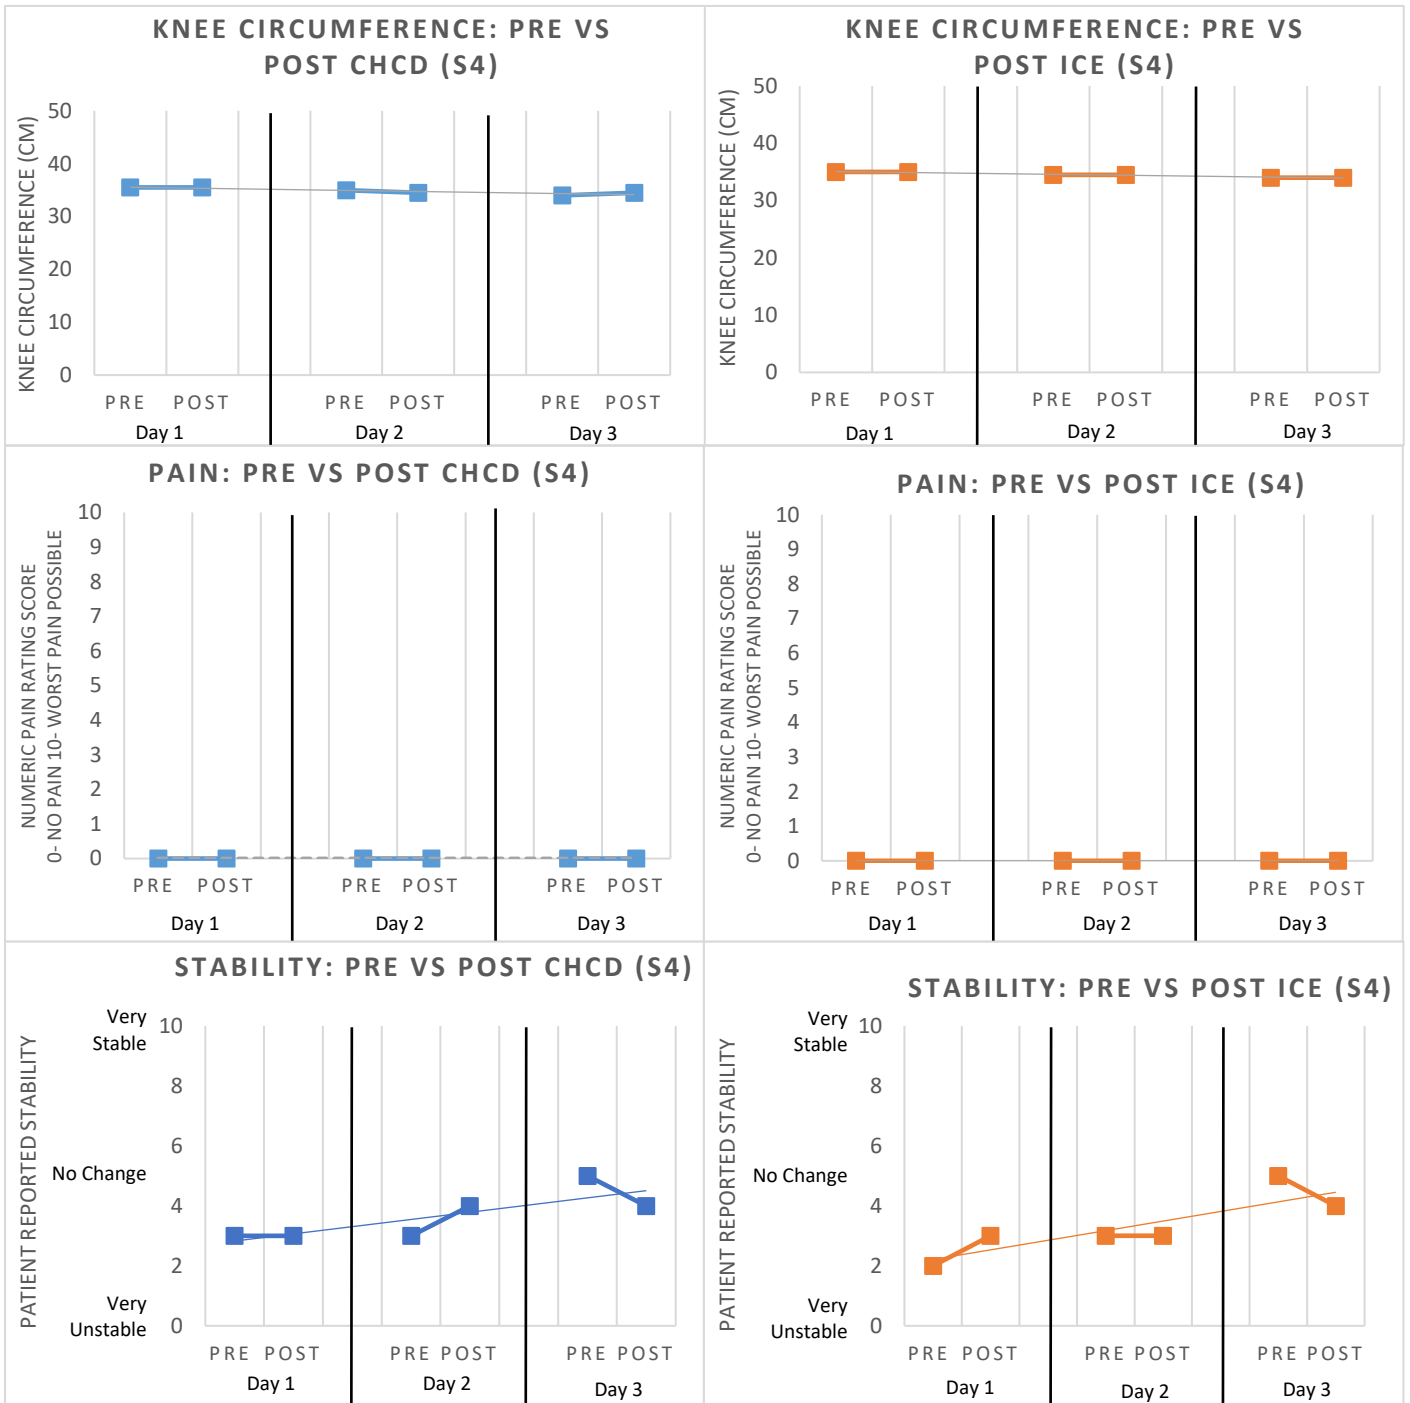 KNEE CIRCUMFERENCE: PRE VS
POST CHCD (S4)
KNEE CIRCUMFERENCE (CM)
50
40
30
20
10
0
PRE POST PRE POST PRE POST
Day 1 Day 2 Day 3
KNEE CIRCUMFERENCE: PRE VS
POST ICE (S4)
KNEE CIRCUMFERENCE (CM)
50
40
30
20
10
0
PRE POST PRE POST PRE POST
Day 1 Day 2 Day 3
PAIN: PRE VS POST CHCD (S4)
NUMERIC PAIN RATING SCORE
0- NO PAIN 10- WORST PAIN POSSIBLE
10
9
8
7
6
5
4
3
2
1
0
PRE POST PRE POST PRE POST
Day 1 Day 2 Day 3
PAIN: PRE VS POST ICE (S4)
NUMERIC PAIN RATING SCORE
0- NO PAIN 10- WORST PAIN POSSIBLE
10
9
8
7
6
5
4
3
2
1
0
PRE POST PRE POST PRE POST
Day 1 Day 2 Day 3
STABILITY: PRE VS POST CHCD (S4)
PATIENT REPORTED STABILITY
Very
Stable
No Change
Very
Unstable
10
8
6
4
2
0
PRE POST PRE POST PRE POST
Day 1 Day 2 Day 3
STABILITY: PRE VS POST ICE (S4)
PATIENT REPORTED STABILITY
Very
Stable
No Change
Very
Unstable
10
8
6
4
2
0
PRE POST PRE POST PRE POST
Day 1 Day 2 Day 3